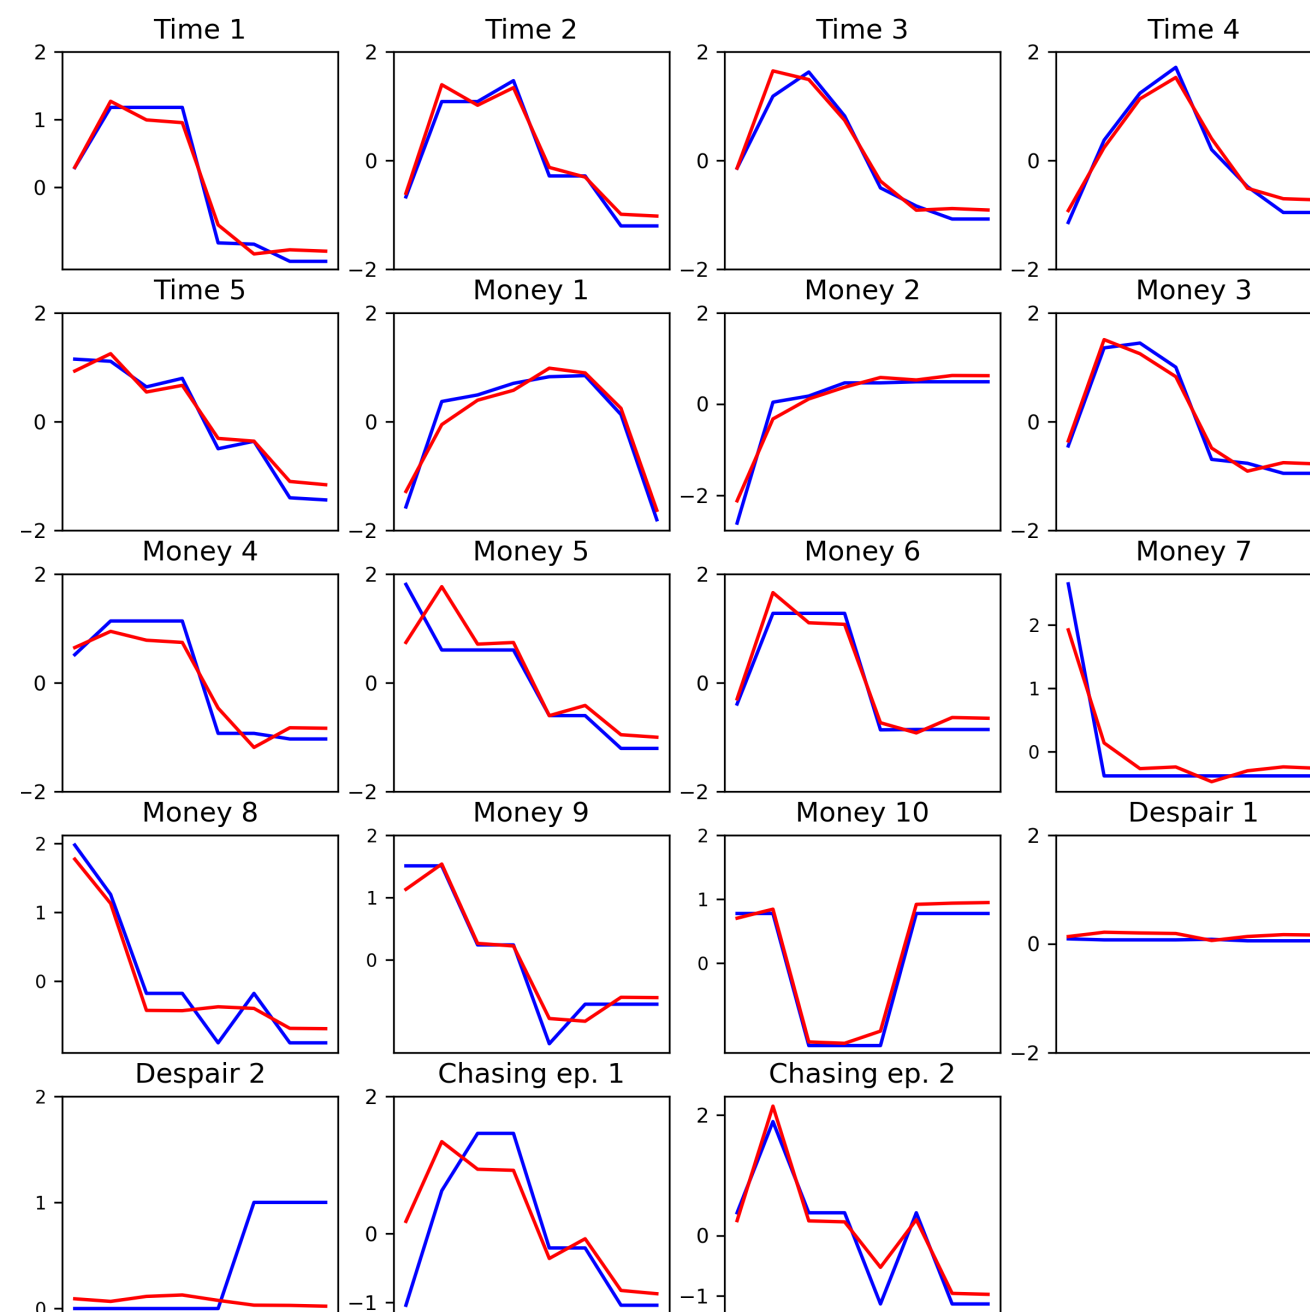 Time 1 Time 2 Time 3 Time 4
2 2 2 2
1
0 0 0 0
−2 −2 −2
Time 5 Money 1 Money 2 Money 3
2 2 2 2
0 0 0 0
−2 −2 −2 −2
Money 4 Money 5 Money 6 Money 7
2 2 2 2
1
0 0 0 0
−2 −2 −2
Money 8 Money 9 Money 10 Despair 1
2 2 2 2
1 1 1
0 0 0 0
−2
Despair 2 Chasing ep. 1 Chasing ep. 2
2 2 2
1
0 0 0
−1 −1